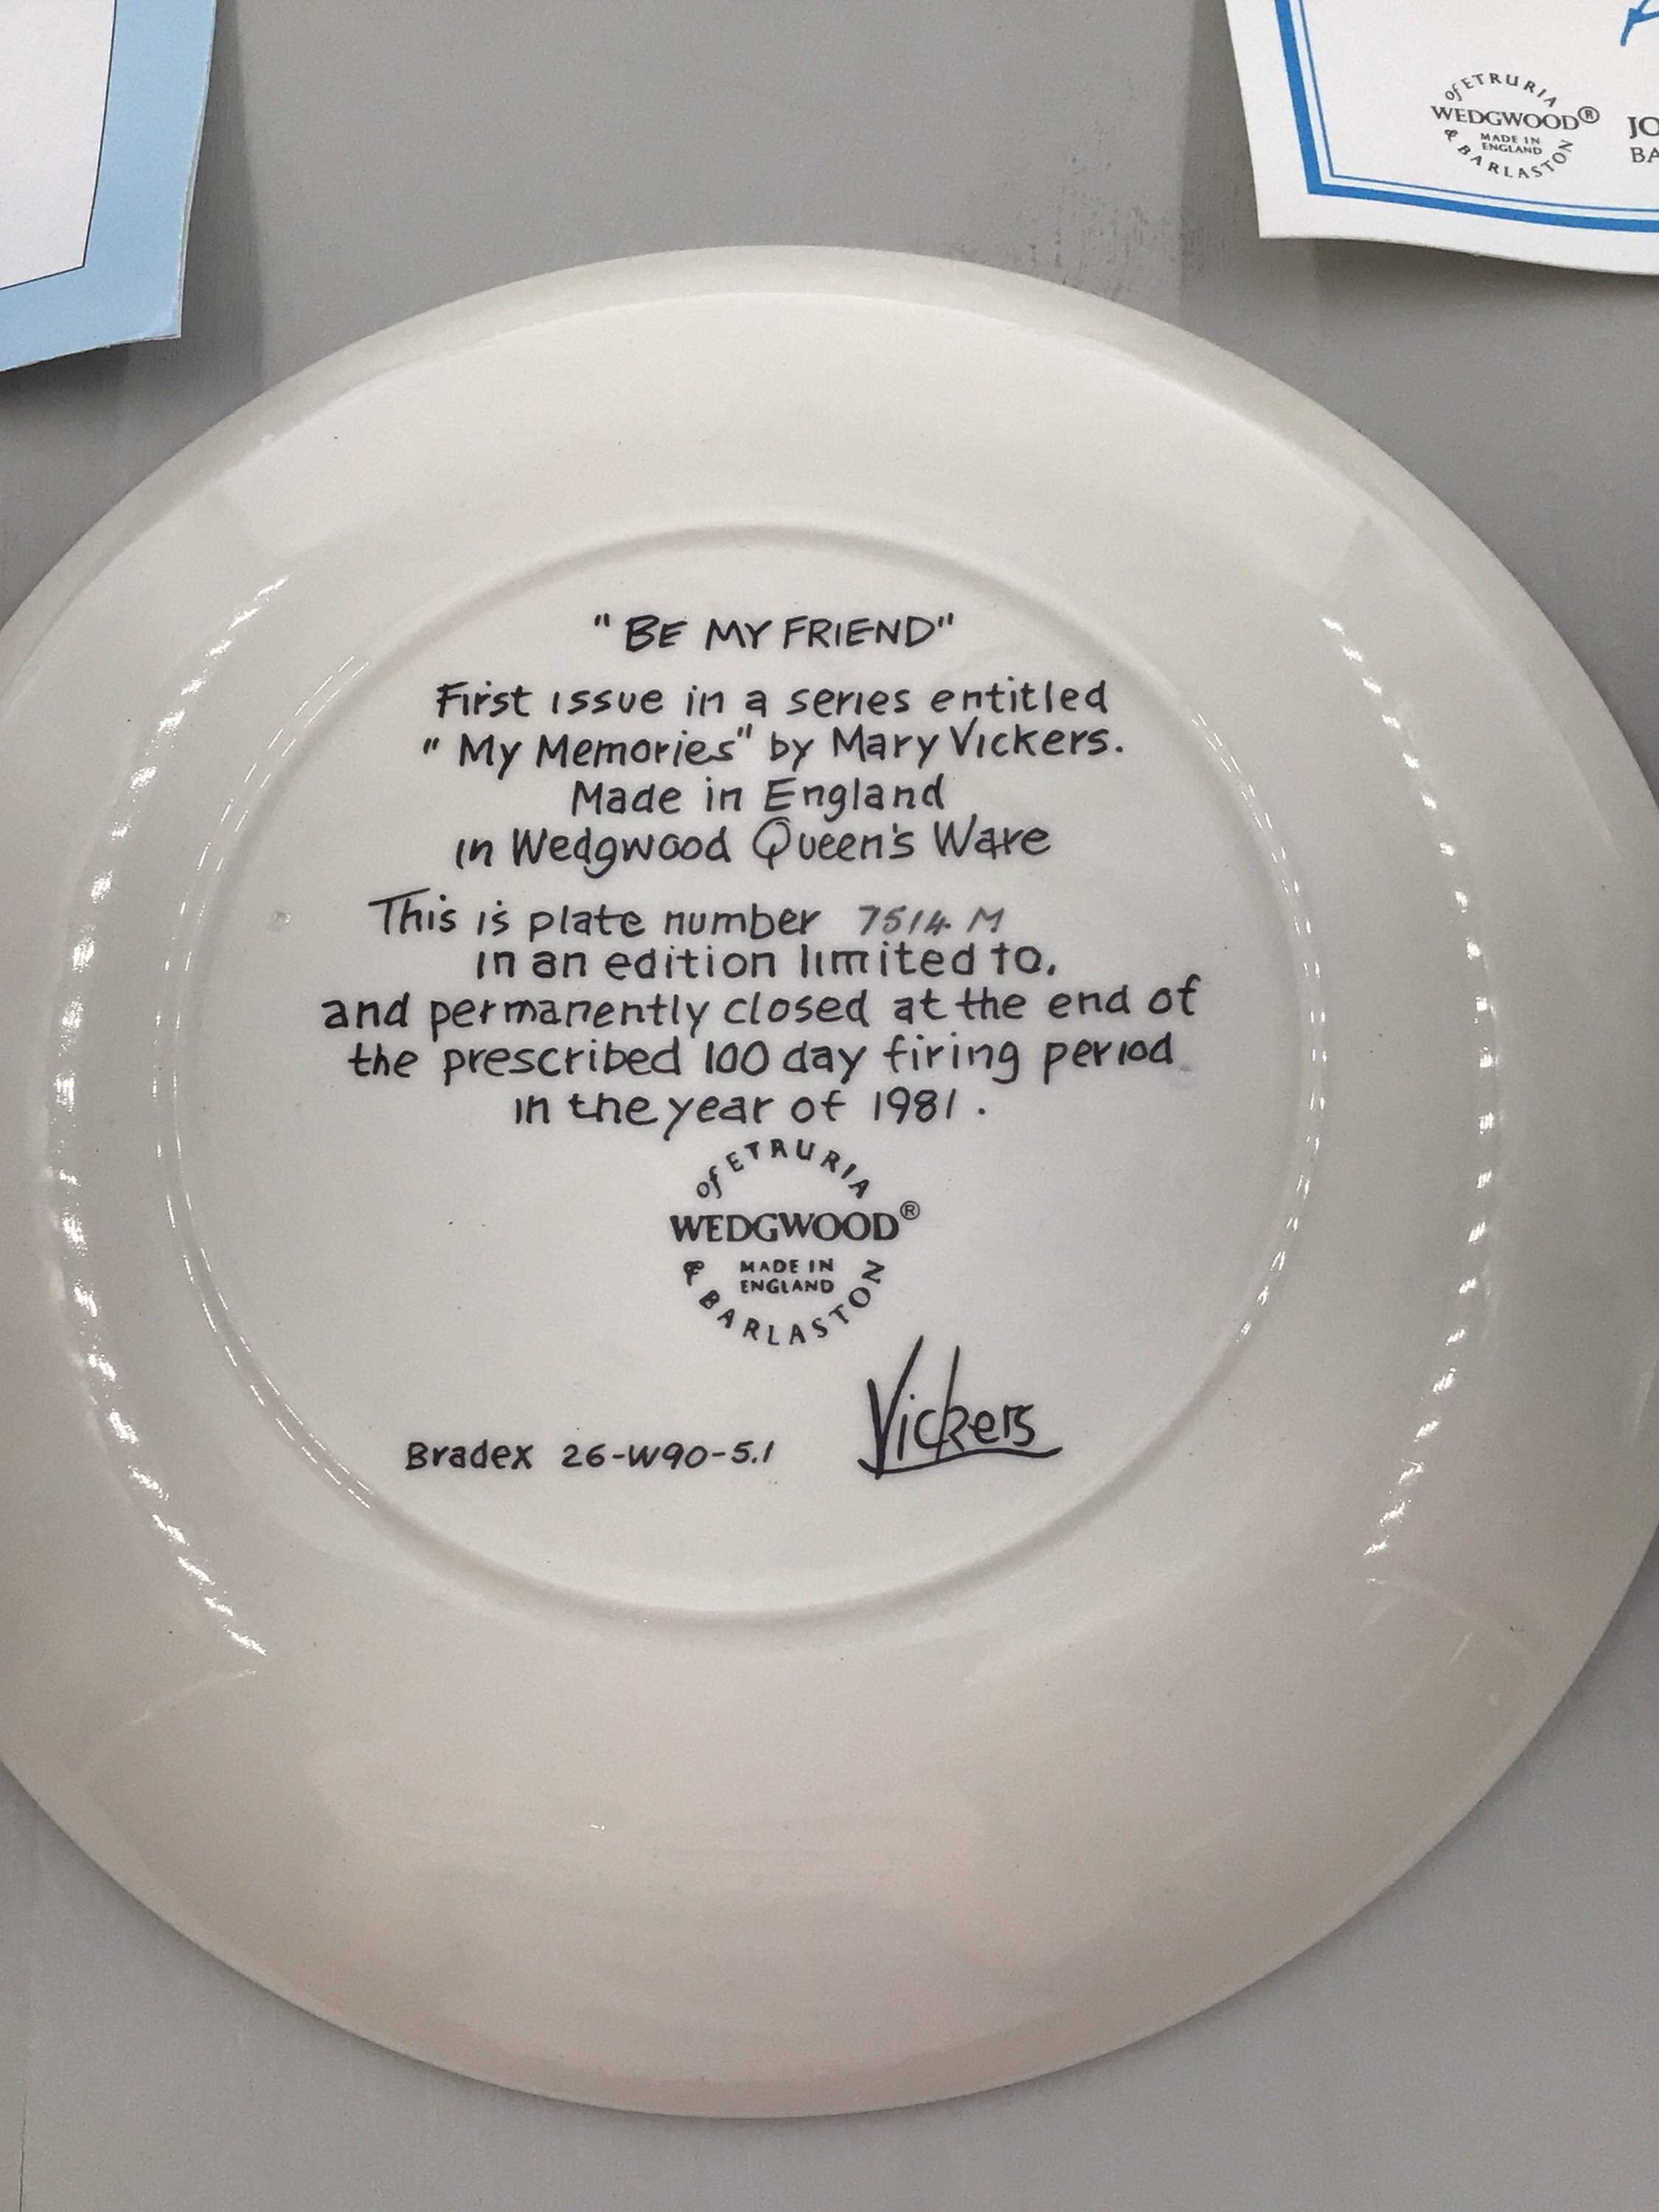 of ETRURIA
WEDGWOOD®
MADE IN
ENGLAND
& BARLASTON
JO
BA
"BE MY FRIEND"
First issue in a series entitled
"My Memories" by Mary Vickers.
Made in England
in Wedgwood Queen's Ware
This is plate number 7514 M
in an edition limited to,
and permanently closed at the end of
the prescribed 100 day firing period
in the year of 1981.
of ETRURIA
WEDGWOOD®
MADE IN
ENGLAND
& BARLASTON
Vickers
Bradex 26-W90-5.1